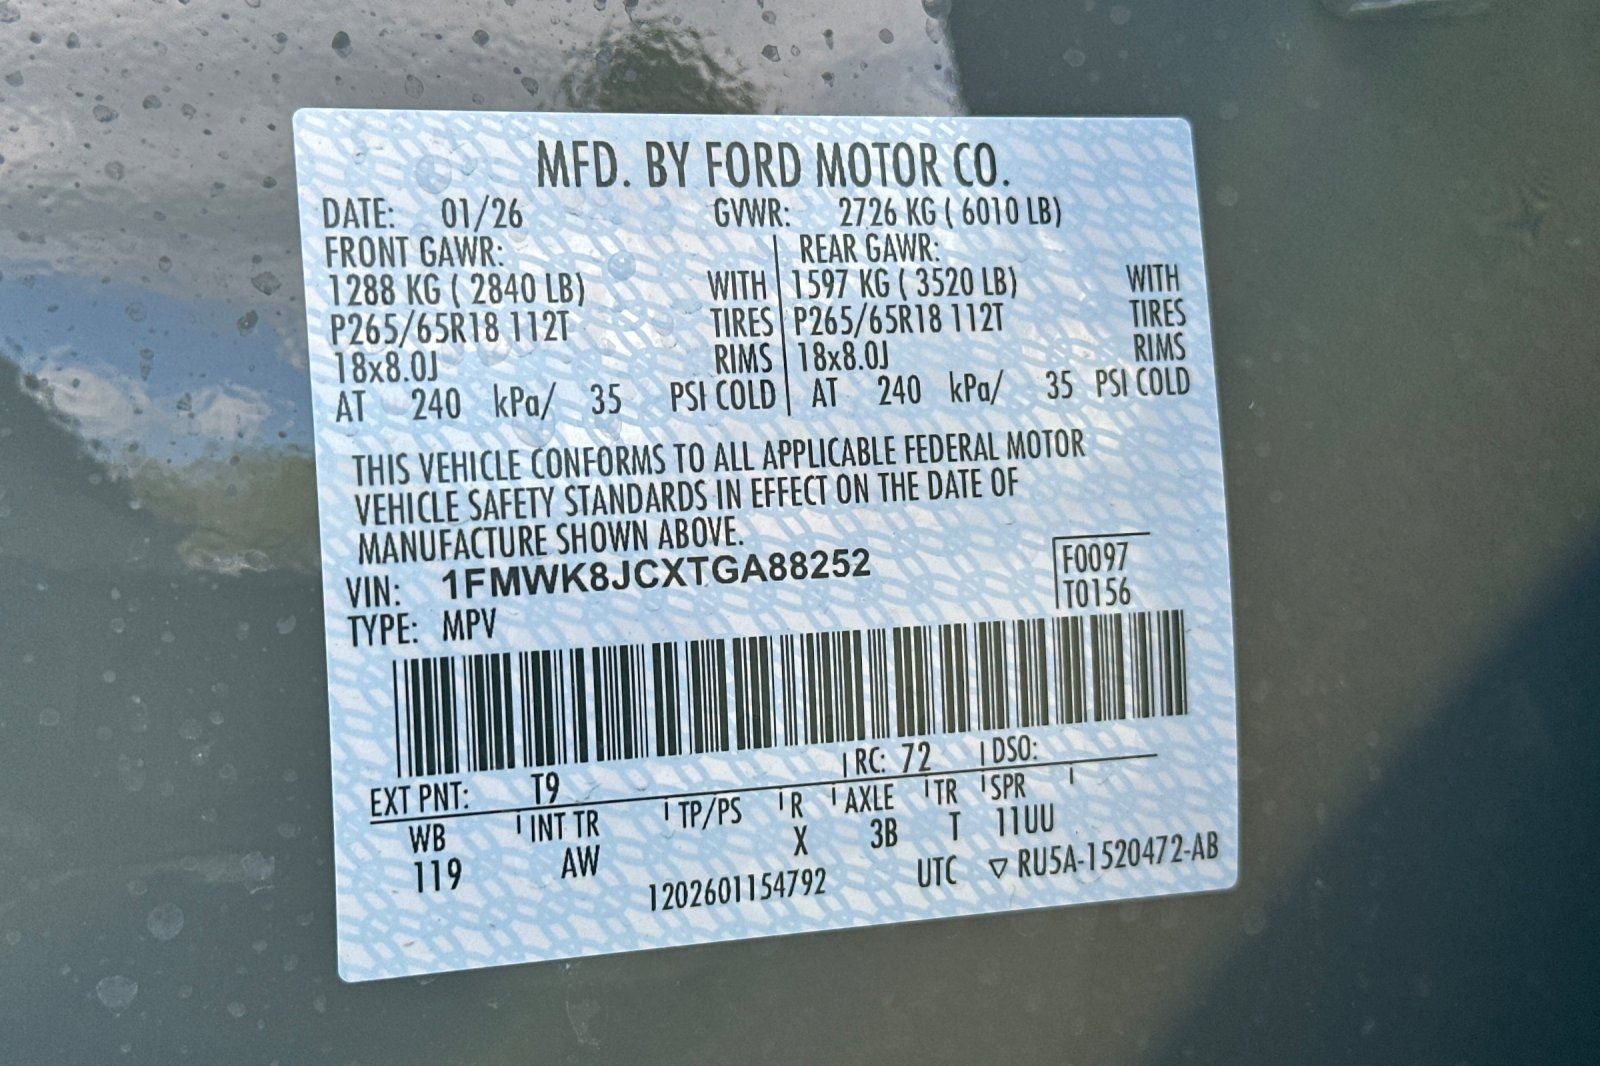 MFD. BY FORD MOTOR CO.
DATE: 01/26 GVWR: 2726 KG ( 6010 LB)
FRONT GAWR: REAR GAWR:
1288 KG ( 2840 LB) WITH 1597 KG ( 3520 LB) WITH
P265/65R18 112T TIRES P265/65R18 112T TIRES
18x8.0J RIMS 18x8.0J RIMS
AT 240 kPa/ 35 PSI COLD AT 240 kPa/ 35 PSI COLD
THIS VEHICLE CONFORMS TO ALL APPLICABLE FEDERAL MOTOR
VEHICLE SAFETY STANDARDS IN EFFECT ON THE DATE OF
MANUFACTURE SHOWN ABOVE.
VIN: 1FMWK8JCXTGA88252 F0097
TYPE: MPV T0156
EXT PNT: T9 RC: 72 DSO:
WB INT TR TP/PS R AXLE TR SPR
119 AW X 3B T 11UU
1202601154792 UTC ▽ RU5A-1520472-AB